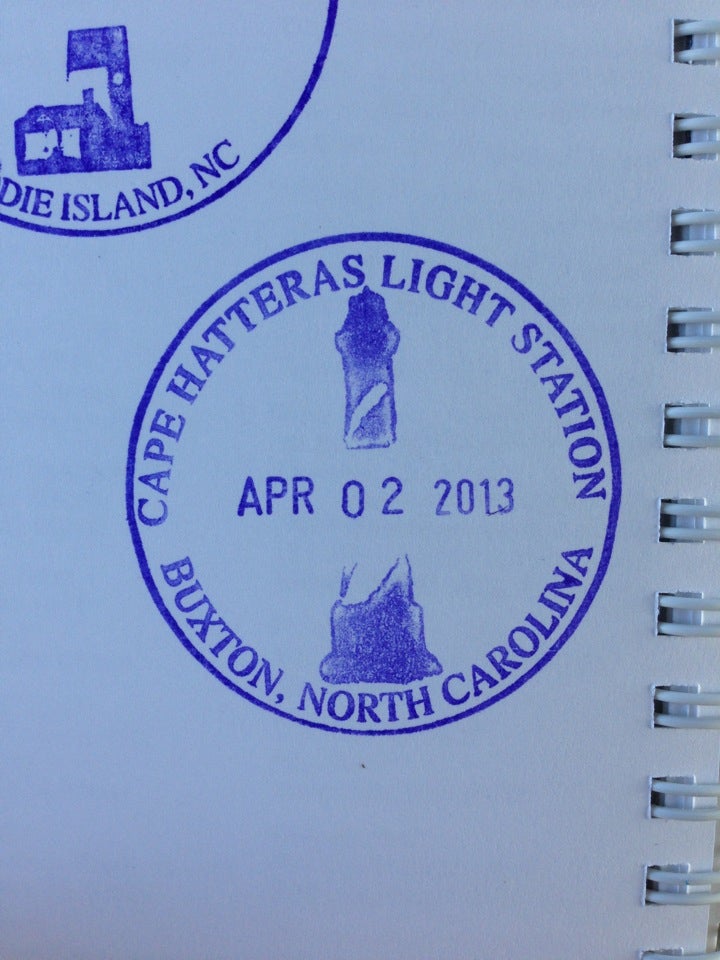 DIE ISLAND, NC
CAPE HATTERAS LIGHT STATION
APR 02 2013
BUXTON, NORTH CAROLINA